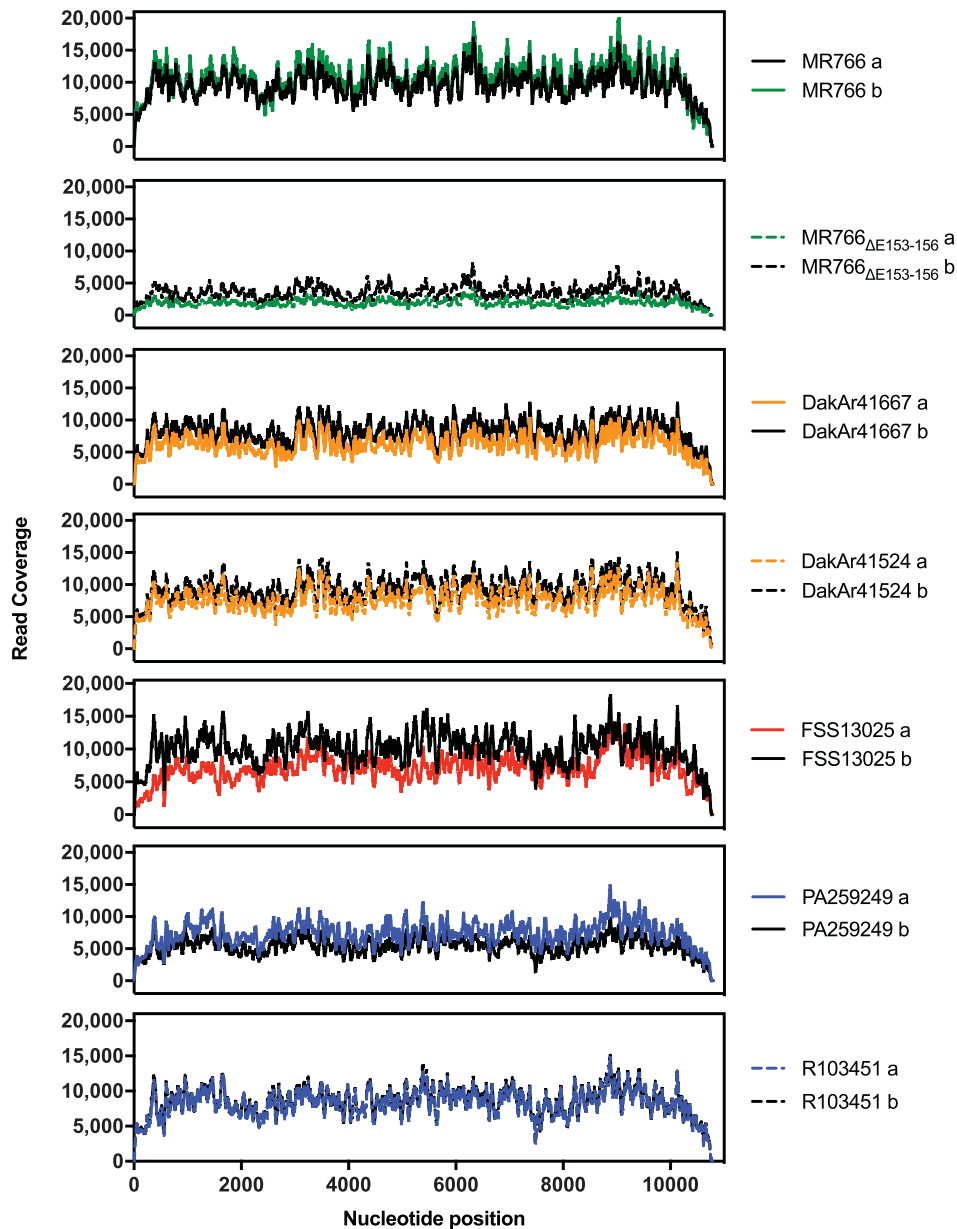 20,000
15,000
10,000
5,000
0
MR766 a
MR766 b
20,000
15,000
10,000
5,000
0
MR766ΔE153-156 a
MR766ΔE153-156 b
20,000
15,000
10,000
5,000
0
DakAr41667 a
DakAr41667 b
20,000
15,000
10,000
5,000
0
DakAr41524 a
DakAr41524 b
20,000
15,000
10,000
5,000
0
FSS13025 a
FSS13025 b
20,000
15,000
10,000
5,000
0
PA259249 a
PA259249 b
20,000
15,000
10,000
5,000
0
R103451 a
R103451 b
Read Coverage
0 2000 4000 6000 8000 10000
Nucleotide position